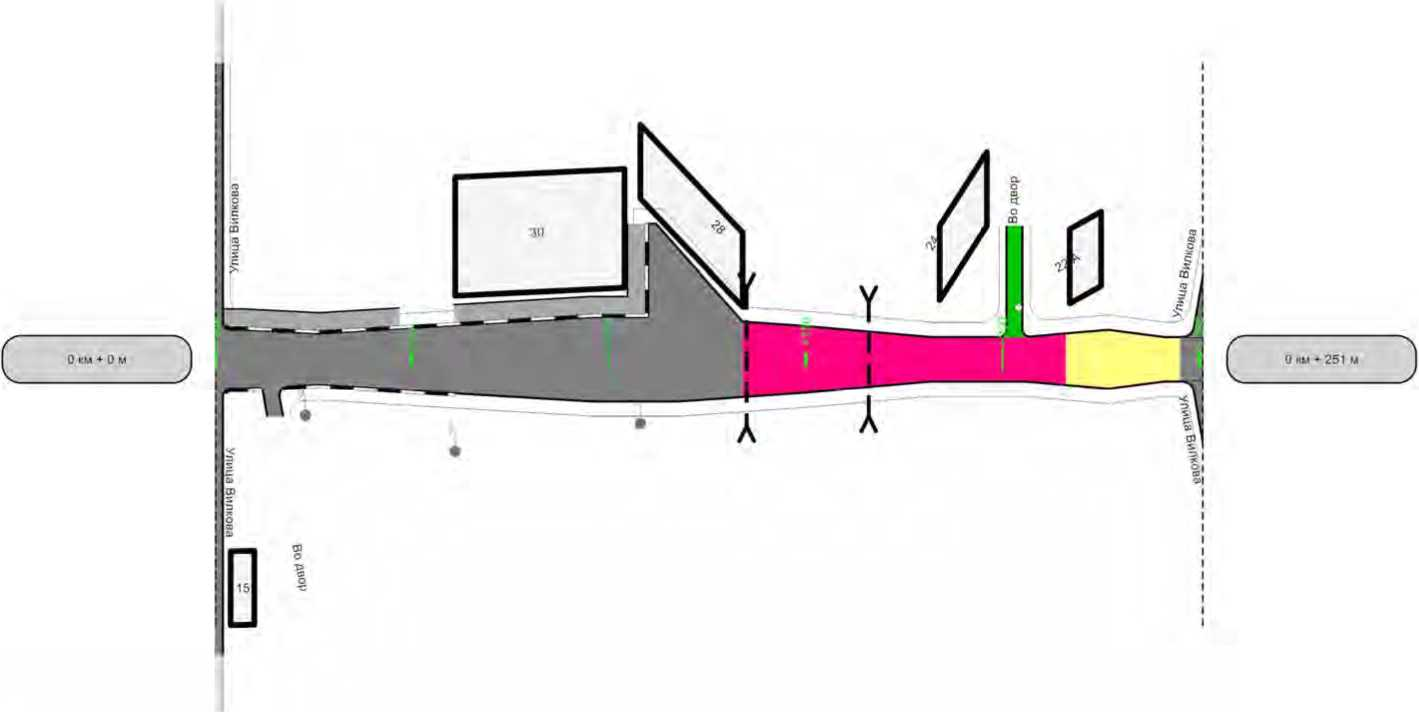 Улица Вилкова
30
28
24
Во двор
22А
Улица Вилкова
0 км + 0 м
0 км + 251 м
Улица Вилкова
Улица Вилкова
Во двор
15